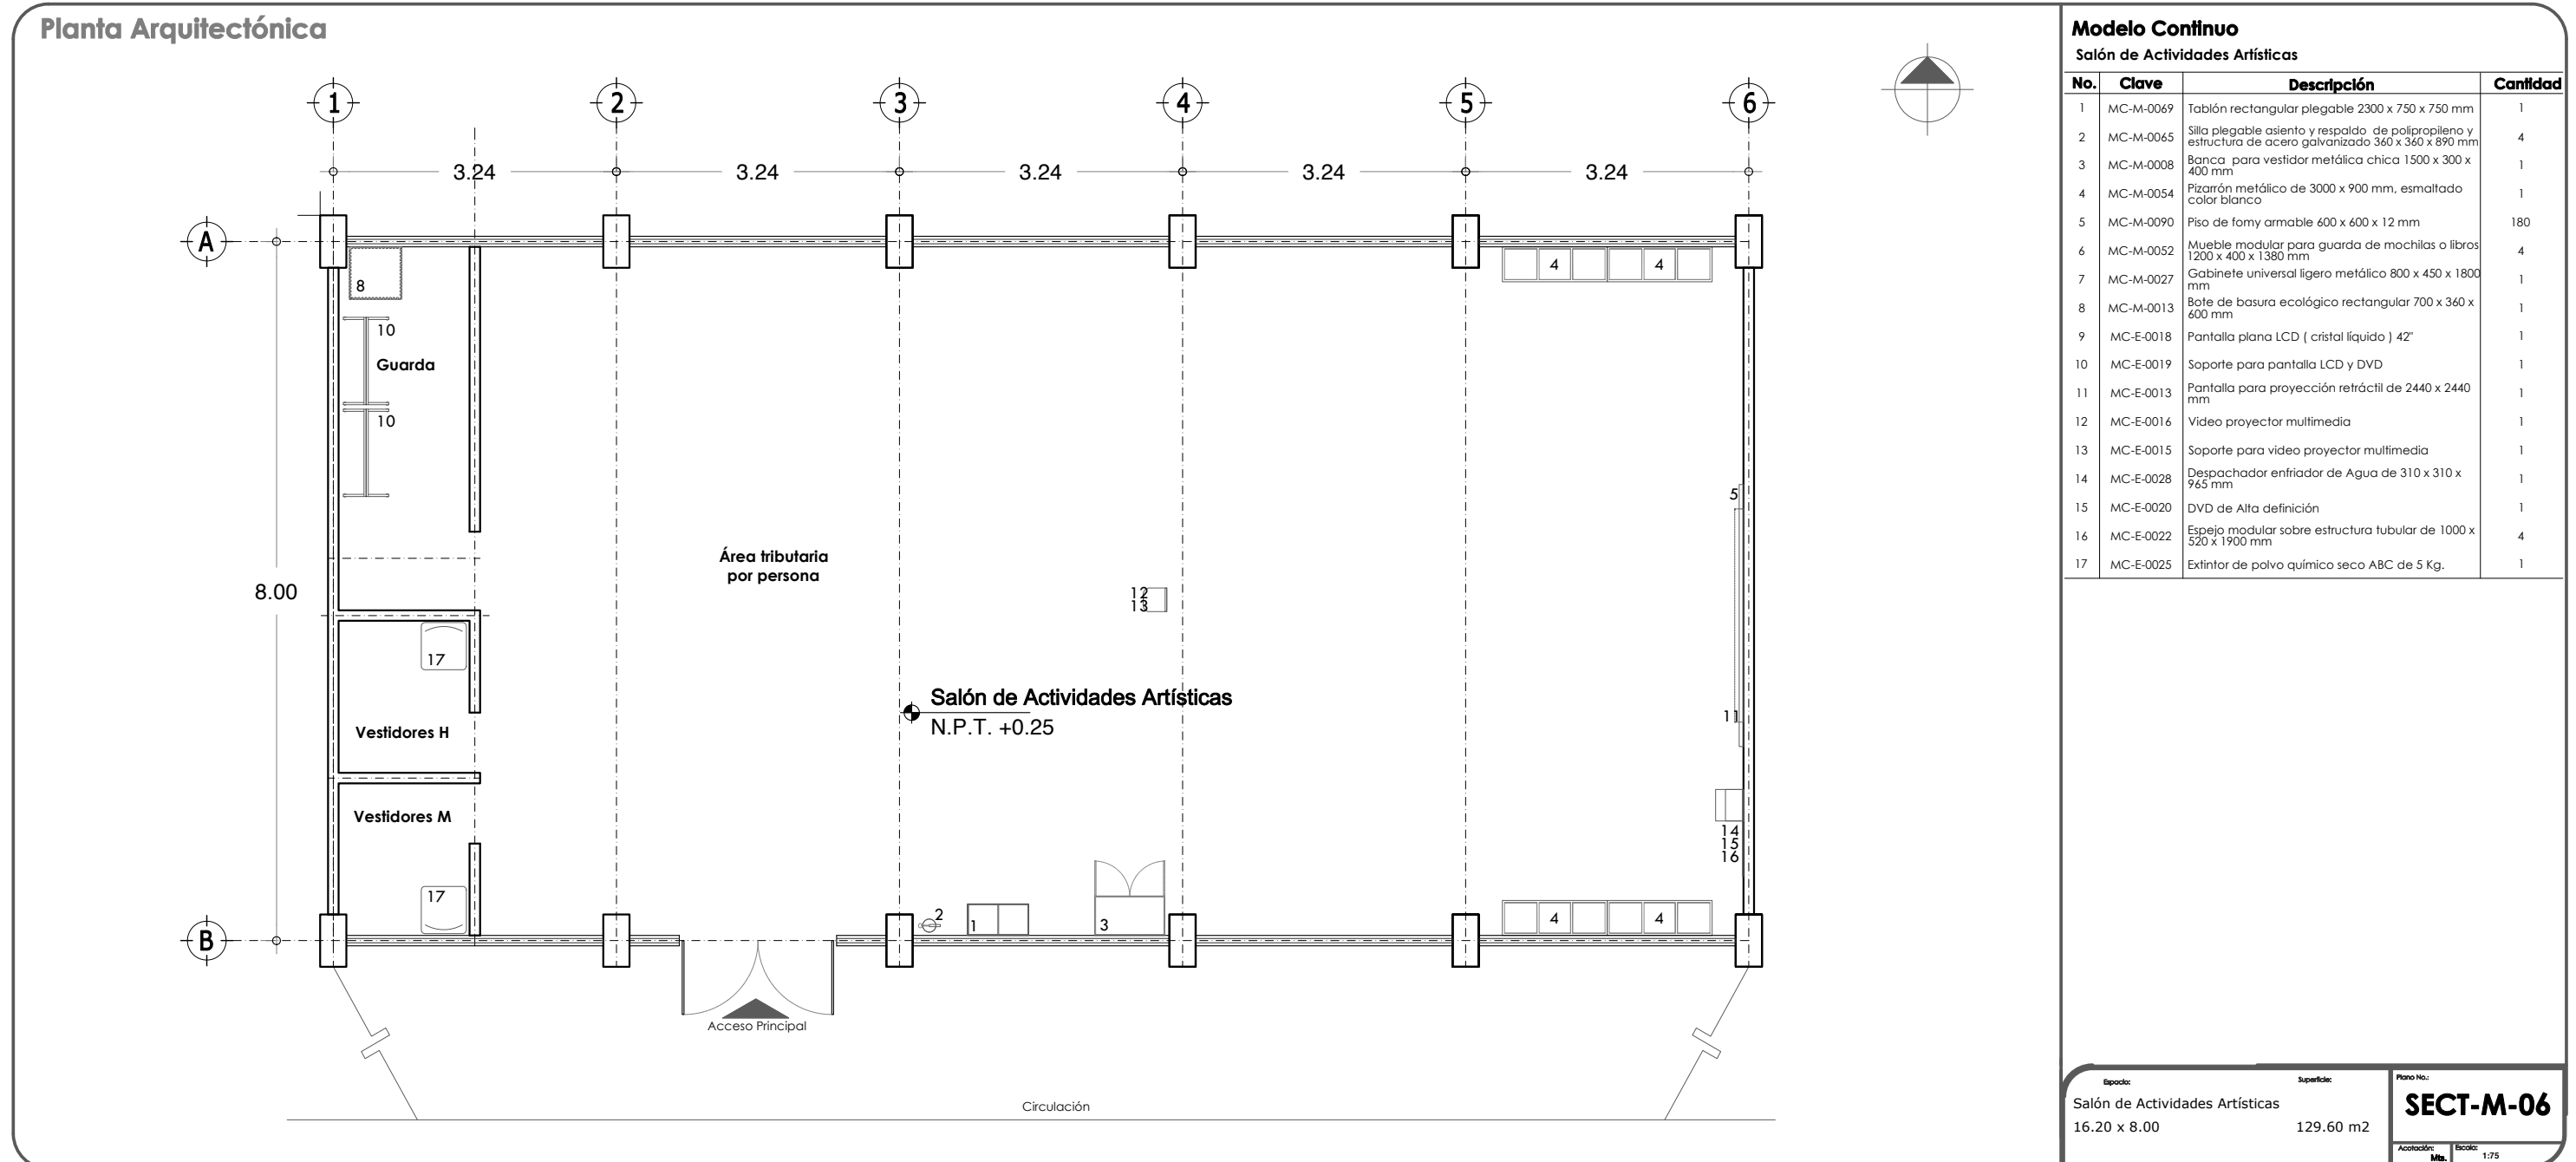 Planta Arquitectónica
1 2 3 4 5 6
3.24 3.24 3.24 3.24 3.24
A
8
4 4
10
Guarda
10
5
Área tributaria
por persona
8.00
12
13
17
Salón de Actividades Artísticas
N.P.T. +0.25
11
Vestidores H
Vestidores M
14
15
16
17
2
1
3
4 4
B
Acceso Principal
Circulación
Modelo Continuo
Salón de Actividades Artísticas
No. Clave Descripción Cantidad
1 MC-M-0069 Tablón rectangular plegable 2300 x 750 x 750 mm 1
2 MC-M-0065 Silla plegable asiento y respaldo de polipropileno y
estructura de acero galvanizado 360 x 360 x 890 mm 4
3 MC-M-0008 Banca para vestidor metálica chica 1500 x 300 x
400 mm 1
4 MC-M-0054 Pizarrón metálico de 3000 x 900 mm, esmaltado
color blanco 1
5 MC-M-0090 Piso de fomy armable 600 x 600 x 12 mm 180
6 MC-M-0052 Mueble modular para guarda de mochilas o libros
1200 x 400 x 1380 mm 4
7 MC-M-0027 Gabinete universal ligero metálico 800 x 450 x 1800
mm 1
8 MC-M-0013 Bote de basura ecológico rectangular 700 x 360 x
600 mm 1
9 MC-E-0018 Pantalla plana LCD ( cristal líquido ) 42" 1
10 MC-E-0019 Soporte para pantalla LCD y DVD 1
11 MC-E-0013 Pantalla para proyección retráctil de 2440 x 2440
mm 1
12 MC-E-0016 Video proyector multimedia 1
13 MC-E-0015 Soporte para video proyector multimedia 1
14 MC-E-0028 Despachador enfriador de Agua de 310 x 310 x
965 mm 1
15 MC-E-0020 DVD de Alta definición 1
16 MC-E-0022 Espejo modular sobre estructura tubular de 1000 x
520 x 1900 mm 4
17 MC-E-0025 Extintor de polvo químico seco ABC de 5 Kg. 1
Espacio: Superficie:
Salón de Actividades Artísticas
16.20 x 8.00 129.60 m2
Plano No.:
SECT-M-06
Acotación: Mts.
Escala: 1:75